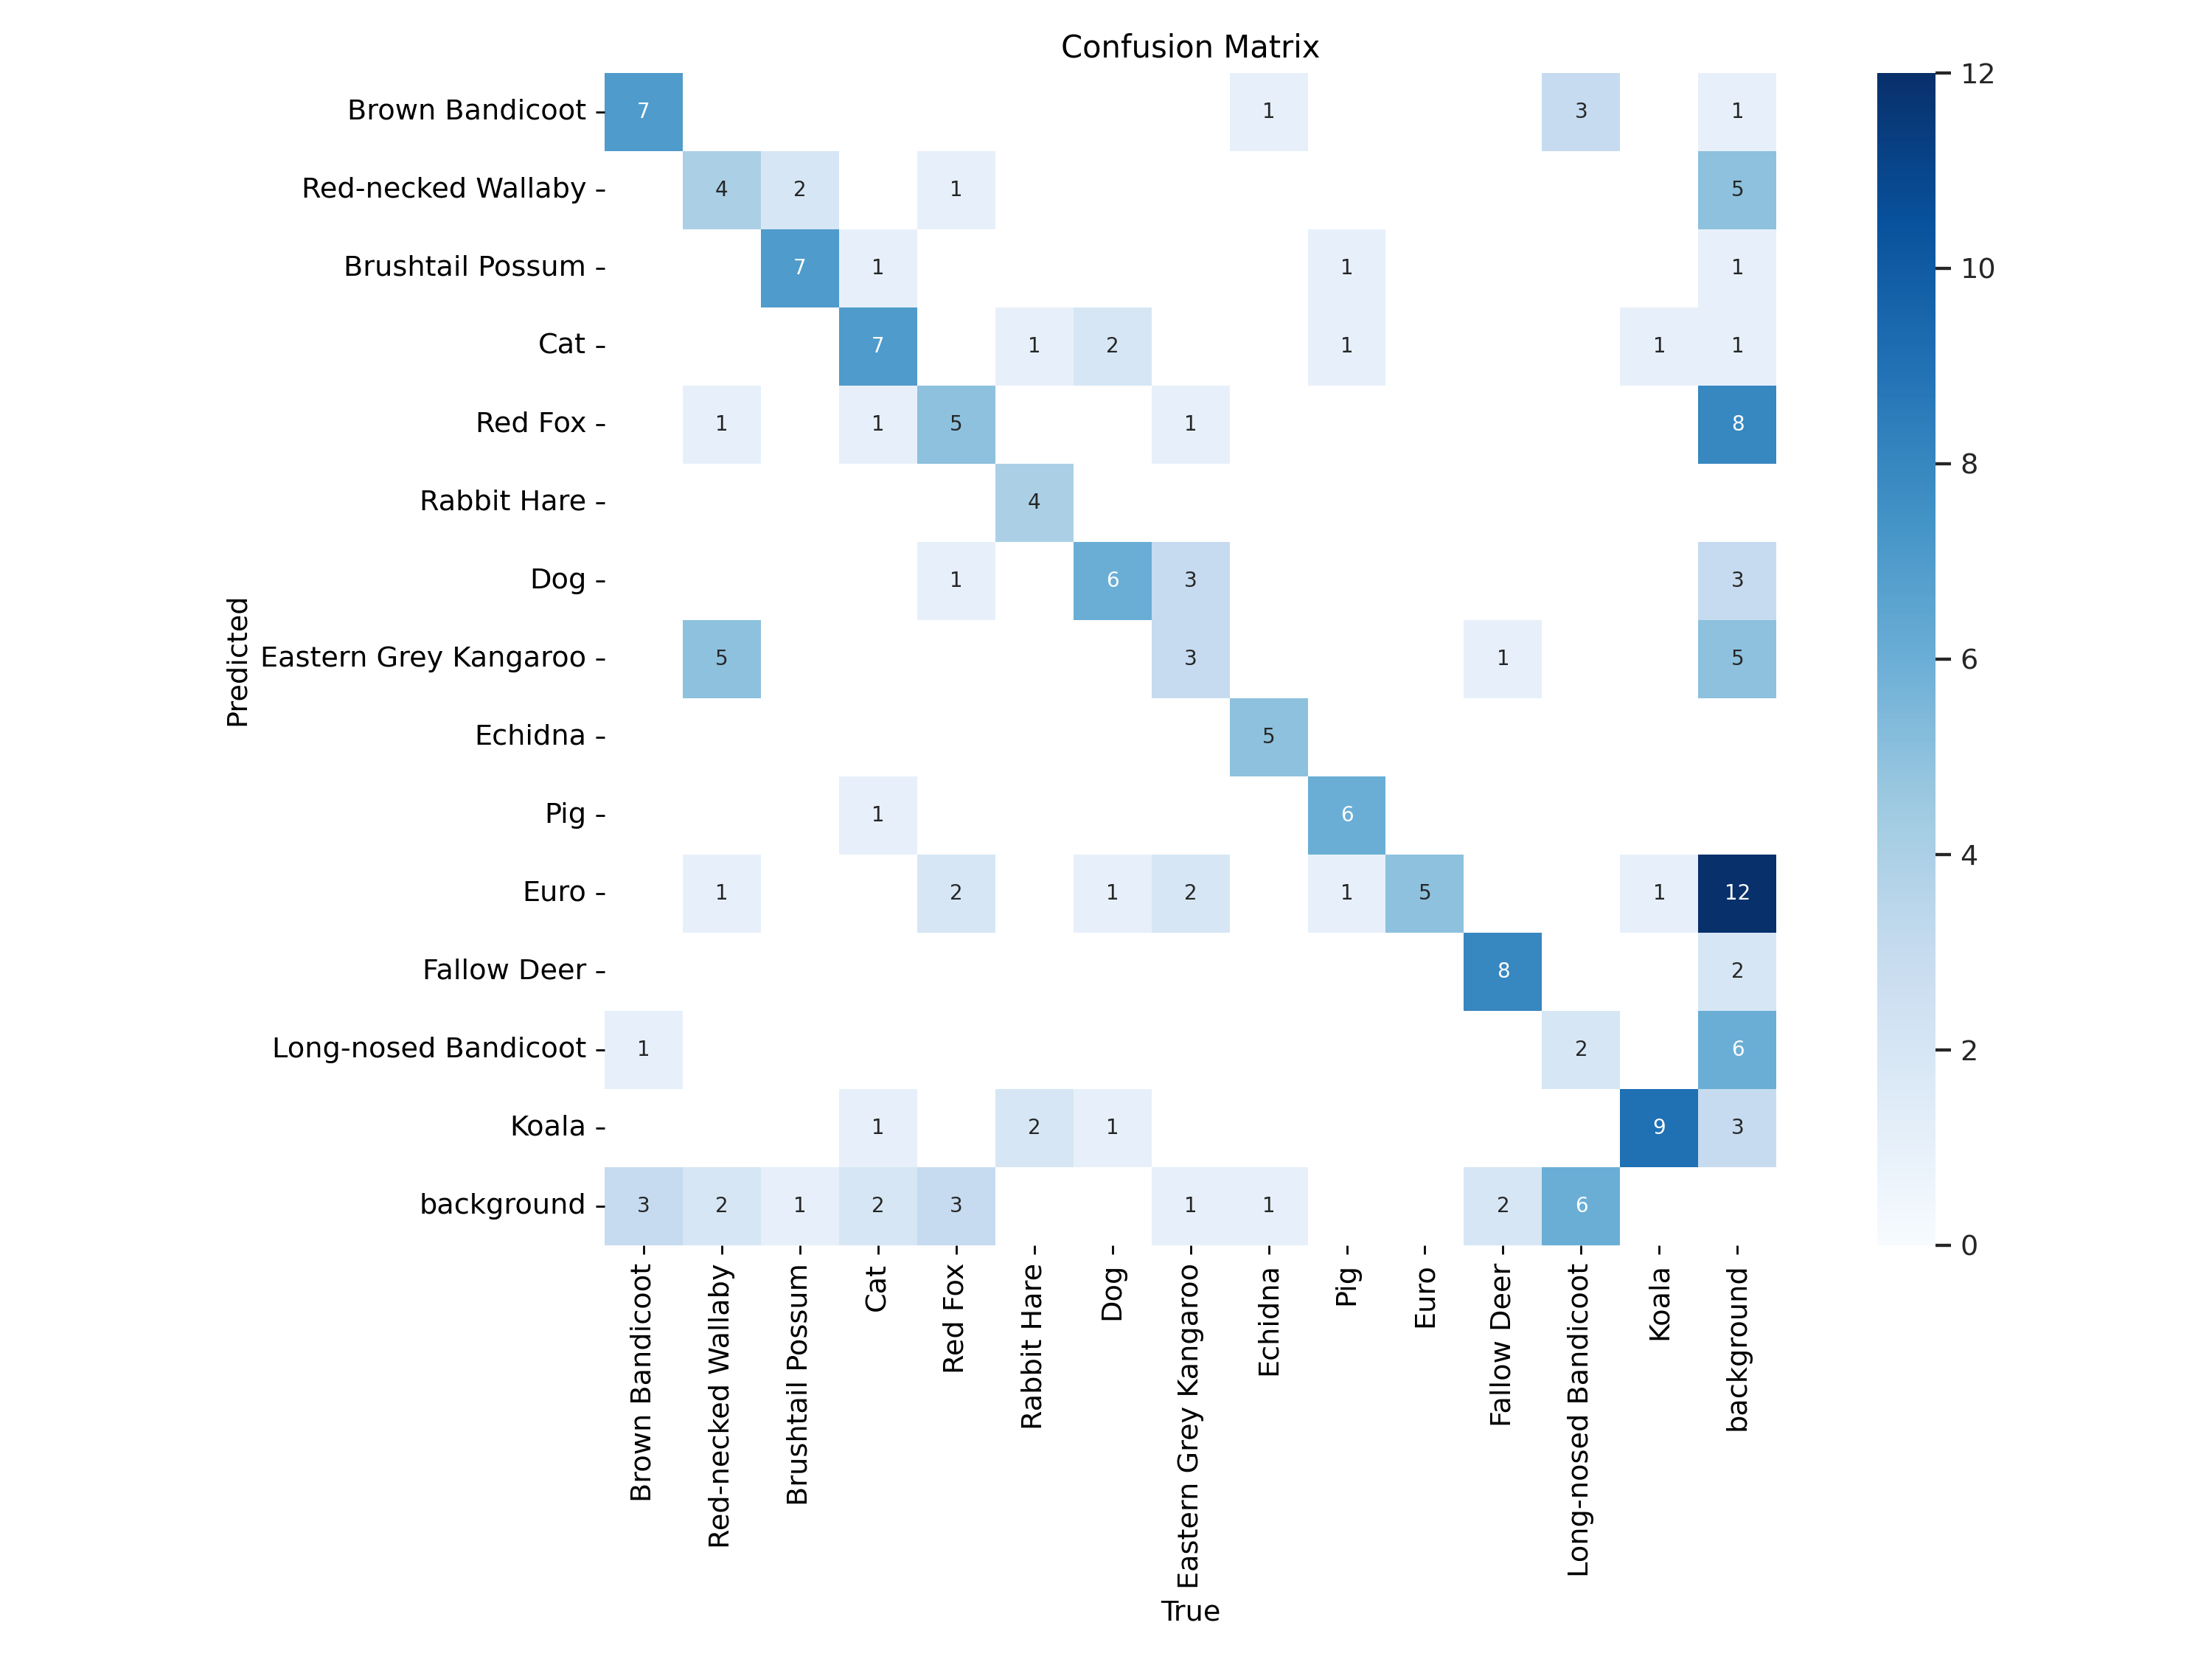 Confusion Matrix
Brown Bandicoot 7 1 3 1 12
Red-necked Wallaby 4 2 1 5
Brushtail Possum 7 1 1 1 10
Cat 7 1 2 1 1 1
Red Fox 1 1 5 1 8 8
Rabbit Hare 4
Dog 1 6 3 3
Predicted
Eastern Grey Kangaroo 5 3 1 5 6
Echidna 5
Pig 1 6
Euro 1 2 1 2 1 5 1 12 4
Fallow Deer 8 2
Long-nosed Bandicoot 1 2 6 2
Koala 1 2 1 9 3
background 3 2 1 2 3 1 1 2 6 0
Brown Bandicoot
Red-necked Wallaby
Brushtail Possum
Cat
Red Fox
Rabbit Hare
Dog
Eastern Grey Kangaroo
Echidna
Pig
Euro
Fallow Deer
Long-nosed Bandicoot
Koala
background
True